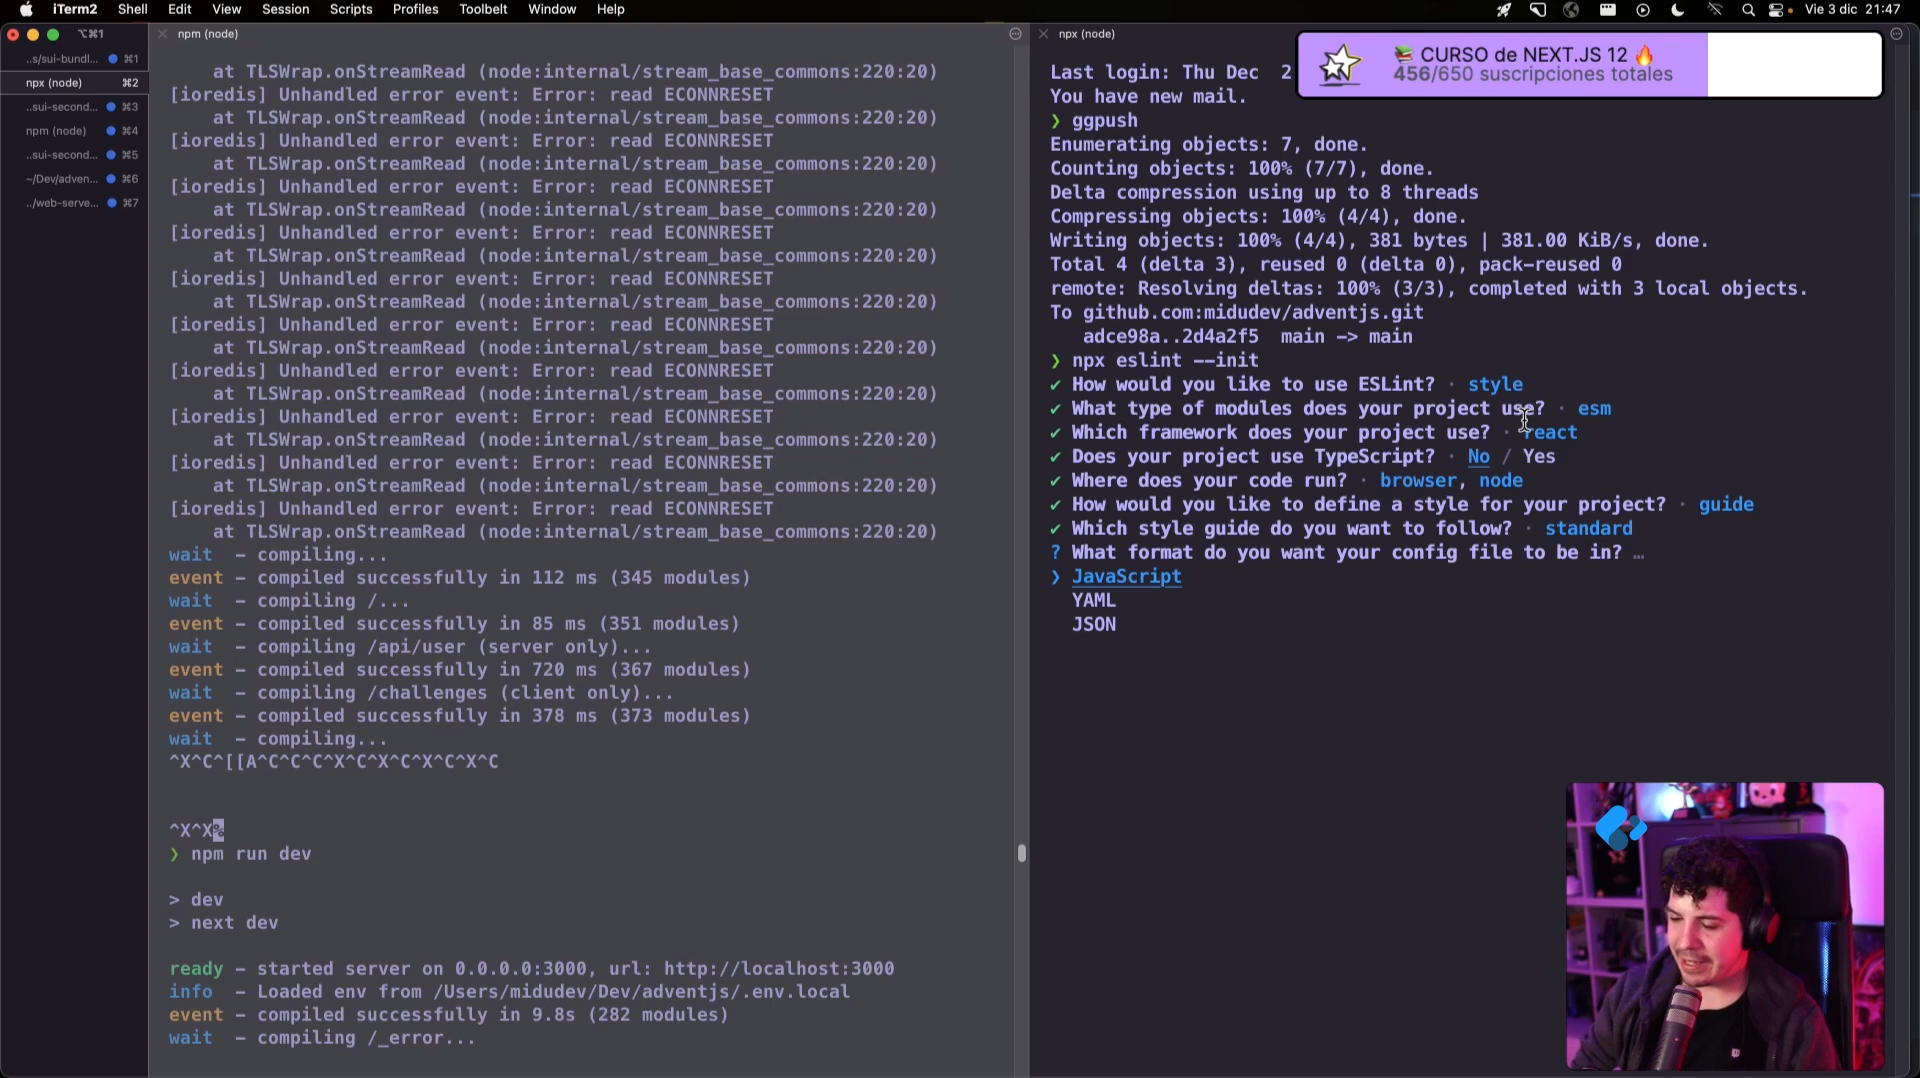 iTerm2 Shell Edit View Session Scripts Profiles Toolbelt Window Help
Vie 3 dic 21:47
⌥⌘1
..s/sui-bundl... ⌘1
npx (node) ⌘2
..sui-second... ⌘3
npm (node) ⌘4
..sui-second... ⌘5
~/Dev/adven... ⌘6
../web-serve... ⌘7
npm (node)
at TLSWrap.onStreamRead (node:internal/stream_base_commons:220:20)
[ioredis] Unhandled error event: Error: read ECONNRESET
at TLSWrap.onStreamRead (node:internal/stream_base_commons:220:20)
[ioredis] Unhandled error event: Error: read ECONNRESET
at TLSWrap.onStreamRead (node:internal/stream_base_commons:220:20)
[ioredis] Unhandled error event: Error: read ECONNRESET
at TLSWrap.onStreamRead (node:internal/stream_base_commons:220:20)
[ioredis] Unhandled error event: Error: read ECONNRESET
at TLSWrap.onStreamRead (node:internal/stream_base_commons:220:20)
[ioredis] Unhandled error event: Error: read ECONNRESET
at TLSWrap.onStreamRead (node:internal/stream_base_commons:220:20)
[ioredis] Unhandled error event: Error: read ECONNRESET
at TLSWrap.onStreamRead (node:internal/stream_base_commons:220:20)
[ioredis] Unhandled error event: Error: read ECONNRESET
at TLSWrap.onStreamRead (node:internal/stream_base_commons:220:20)
[ioredis] Unhandled error event: Error: read ECONNRESET
at TLSWrap.onStreamRead (node:internal/stream_base_commons:220:20)
[ioredis] Unhandled error event: Error: read ECONNRESET
at TLSWrap.onStreamRead (node:internal/stream_base_commons:220:20)
[ioredis] Unhandled error event: Error: read ECONNRESET
at TLSWrap.onStreamRead (node:internal/stream_base_commons:220:20)
wait - compiling...
event - compiled successfully in 112 ms (345 modules)
wait - compiling /...
event - compiled successfully in 85 ms (351 modules)
wait - compiling /api/user (server only)...
event - compiled successfully in 720 ms (367 modules)
wait - compiling /challenges (client only)...
event - compiled successfully in 378 ms (373 modules)
wait - compiling...
^X^C^[[A^C^C^C^X^C^X^C^X^C^X^C
^X^X%
❯ npm run dev
> dev
> next dev
ready - started server on 0.0.0.0:3000, url: http://localhost:3000
info - Loaded env from /Users/midudev/Dev/adventjs/.env.local
event - compiled successfully in 9.8s (282 modules)
wait - compiling /_error...
npx (node)
Last login: Thu Dec 2
You have new mail.
❯ ggpush
Enumerating objects: 7, done.
Counting objects: 100% (7/7), done.
Delta compression using up to 8 threads
Compressing objects: 100% (4/4), done.
Writing objects: 100% (4/4), 381 bytes | 381.00 KiB/s, done.
Total 4 (delta 3), reused 0 (delta 0), pack-reused 0
remote: Resolving deltas: 100% (3/3), completed with 3 local objects.
To github.com:midudev/adventjs.git
adce98a..2d4a2f5 main -> main
❯ npx eslint --init
✔ How would you like to use ESLint? · style
✔ What type of modules does your project use? · esm
✔ Which framework does your project use? · react
✔ Does your project use TypeScript? · No / Yes
✔ Where does your code run? · browser, node
✔ How would you like to define a style for your project? · guide
✔ Which style guide do you want to follow? · standard
? What format do you want your config file to be in? …
❯ JavaScript
YAML
JSON
📚 CURSO de NEXT.JS 12 🔥
456/650 suscripciones totales